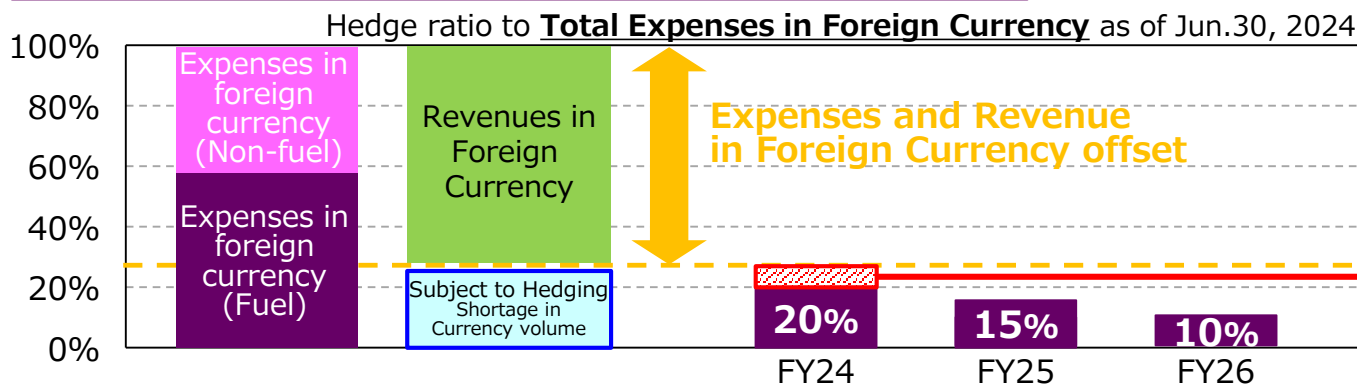 Hedge ratio to Total Expenses in Foreign Currency as of Jun.30, 2024
100%
80%
60%
40%
20%
0%
Expenses in
foreign
currency
(Non-fuel)
Expenses in
foreign
currency
(Fuel)
Revenues in
Foreign
Currency
Subject to Hedging
Shortage in
Currency volume
Expenses and Revenue
in Foreign Currency offset
20%
15%
10%
FY24
FY25
FY26